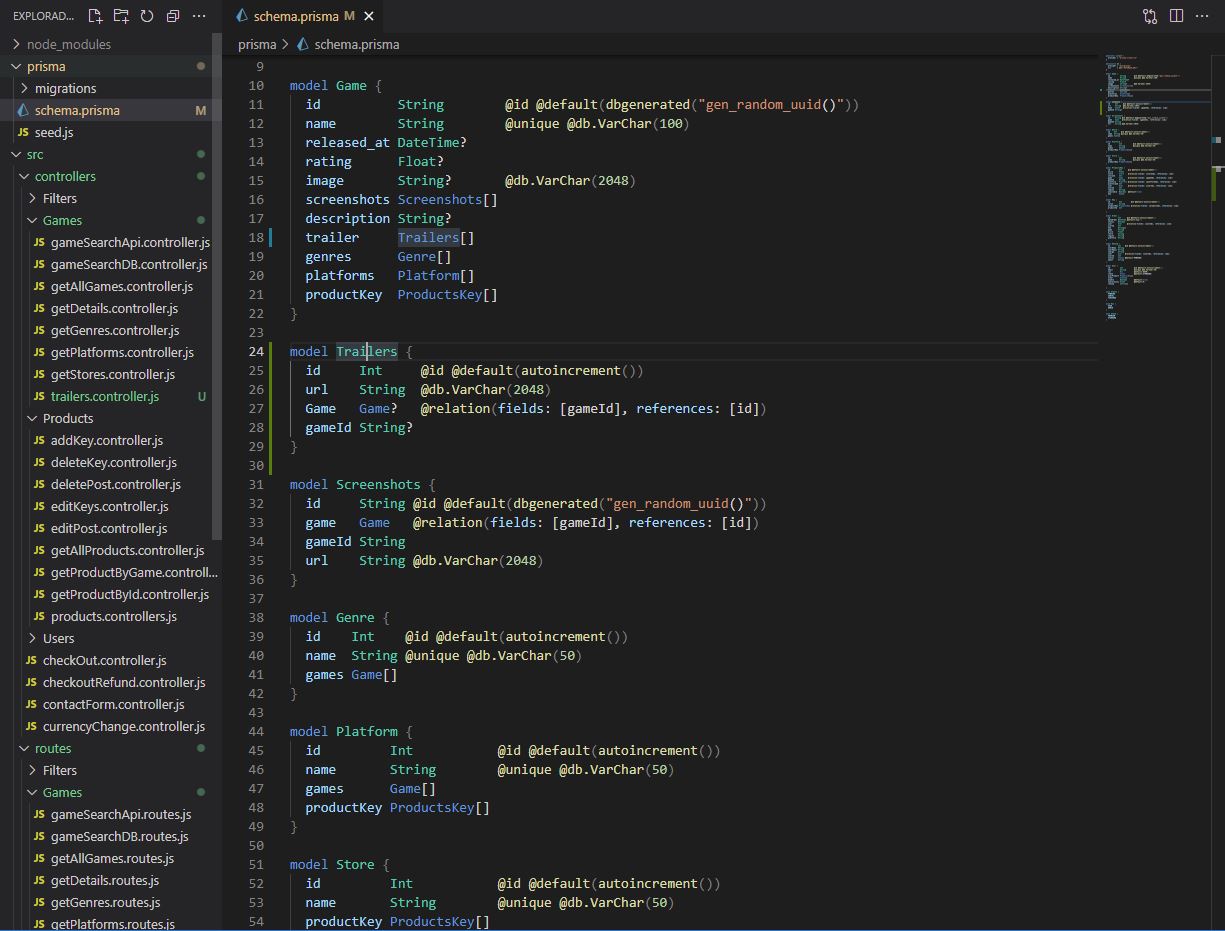 EXPLORAD...
node_modules
prisma
migrations
schema.prisma M
JS seed.js
src
controllers
Filters
Games
JS gameSearchApi.controller.js
JS gameSearchDB.controller.js
JS getAllGames.controller.js
JS getDetails.controller.js
JS getGenres.controller.js
JS getPlatforms.controller.js
JS getStores.controller.js
JS trailers.controller.js U
Products
JS addKey.controller.js
JS deleteKey.controller.js
JS deletePost.controller.js
JS editKeys.controller.js
JS editPost.controller.js
JS getAllProducts.controller.js
JS getProductByGame.controll...
JS getProductById.controller.js
JS products.controllers.js
Users
JS checkOut.controller.js
JS checkoutRefund.controller.js
JS contactForm.controller.js
JS currencyChange.controller.js
routes
Filters
Games
JS gameSearchApi.routes.js
JS gameSearchDB.routes.js
JS getAllGames.routes.js
JS getDetails.routes.js
JS getGenres.routes.js
JS getPlatforms.routes.js
schema.prisma M
prisma > schema.prisma
9
10 model Game {
11 id String @id @default(dbgenerated("gen_random_uuid()"))
12 name String @unique @db.VarChar(100)
13 released_at DateTime?
14 rating Float?
15 image String? @db.VarChar(2048)
16 screenshots Screenshots[]
17 description String?
18 trailer Trailers[]
19 genres Genre[]
20 platforms Platform[]
21 productKey ProductsKey[]
22 }
23
24 model Trailers {
25 id Int @id @default(autoincrement())
26 url String @db.VarChar(2048)
27 Game Game? @relation(fields: [gameId], references: [id])
28 gameId String?
29 }
30
31 model Screenshots {
32 id String @id @default(dbgenerated("gen_random_uuid()"))
33 game Game @relation(fields: [gameId], references: [id])
34 gameId String
35 url String @db.VarChar(2048)
36 }
37
38 model Genre {
39 id Int @id @default(autoincrement())
40 name String @unique @db.VarChar(50)
41 games Game[]
42 }
43
44 model Platform {
45 id Int @id @default(autoincrement())
46 name String @unique @db.VarChar(50)
47 games Game[]
48 productKey ProductsKey[]
49 }
50
51 model Store {
52 id Int @id @default(autoincrement())
53 name String @unique @db.VarChar(50)
54 productKey ProductsKey[]